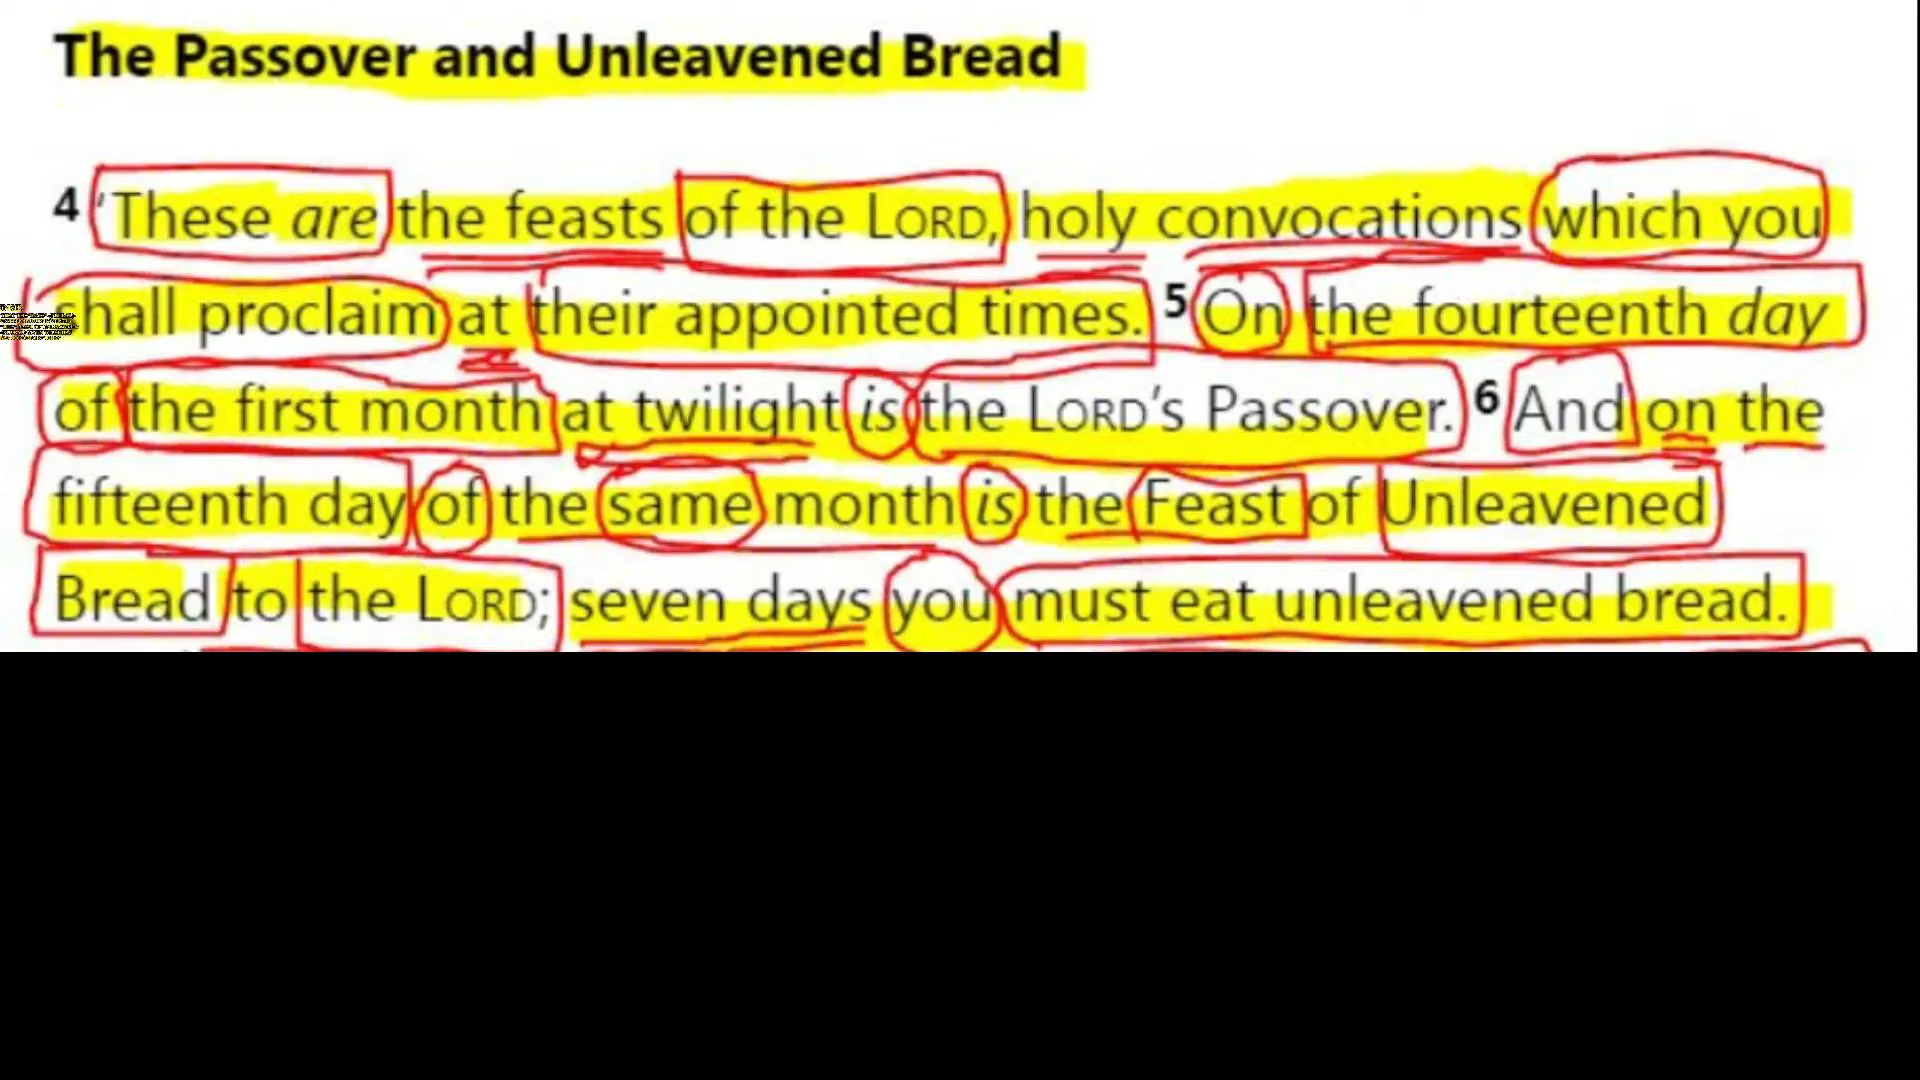 The Passover and Unleavened Bread
4 'These are the feasts of the LORD, holy convocations which you
shall proclaim at their appointed times. 5 On the fourteenth day
of the first month at twilight is the LORD's Passover. 6 And on the
fifteenth day of the same month is the Feast of Unleavened
Bread to the LORD; seven days you must eat unleavened bread.